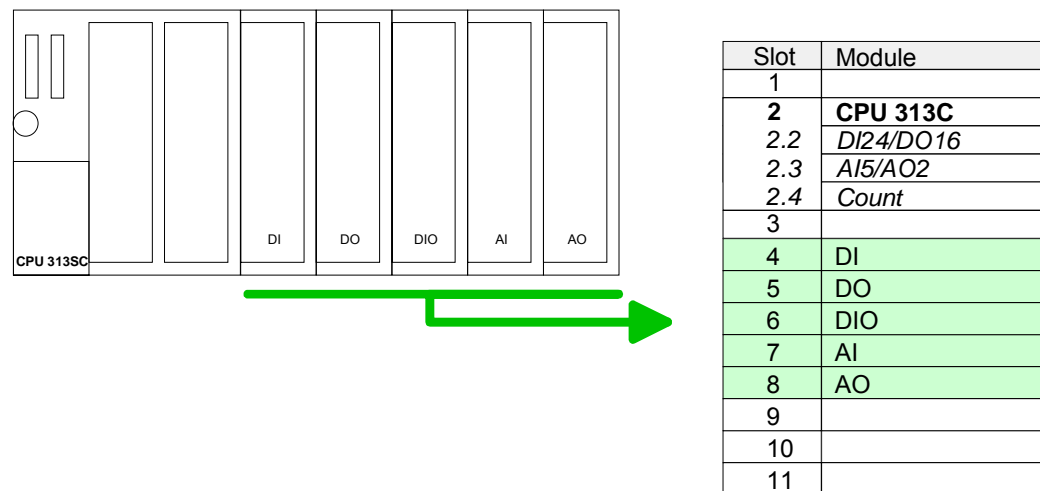 DI DO DIO AI AO
CPU 313SC
Slot Module
1
2 CPU 313C
2.2 DI24/DO16
2.3 AI5/AO2
2.4 Count
3
4 DI
5 DO
6 DIO
7 AI
8 AO
9
10
11